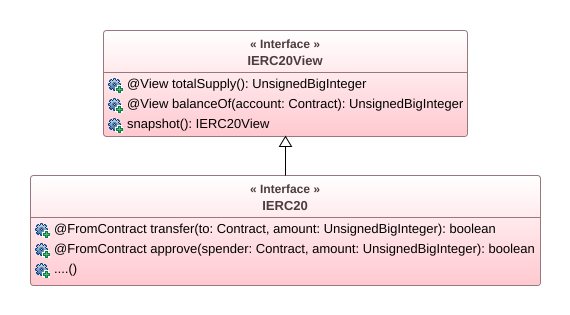 « Interface »
IERC20View
@View totalSupply(): UnsignedBigInteger
@View balanceOf(account: Contract): UnsignedBigInteger
snapshot(): IERC20View
« Interface »
IERC20
@FromContract transfer(to: Contract, amount: UnsignedBigInteger): boolean
@FromContract approve(spender: Contract, amount: UnsignedBigInteger): boolean
....()